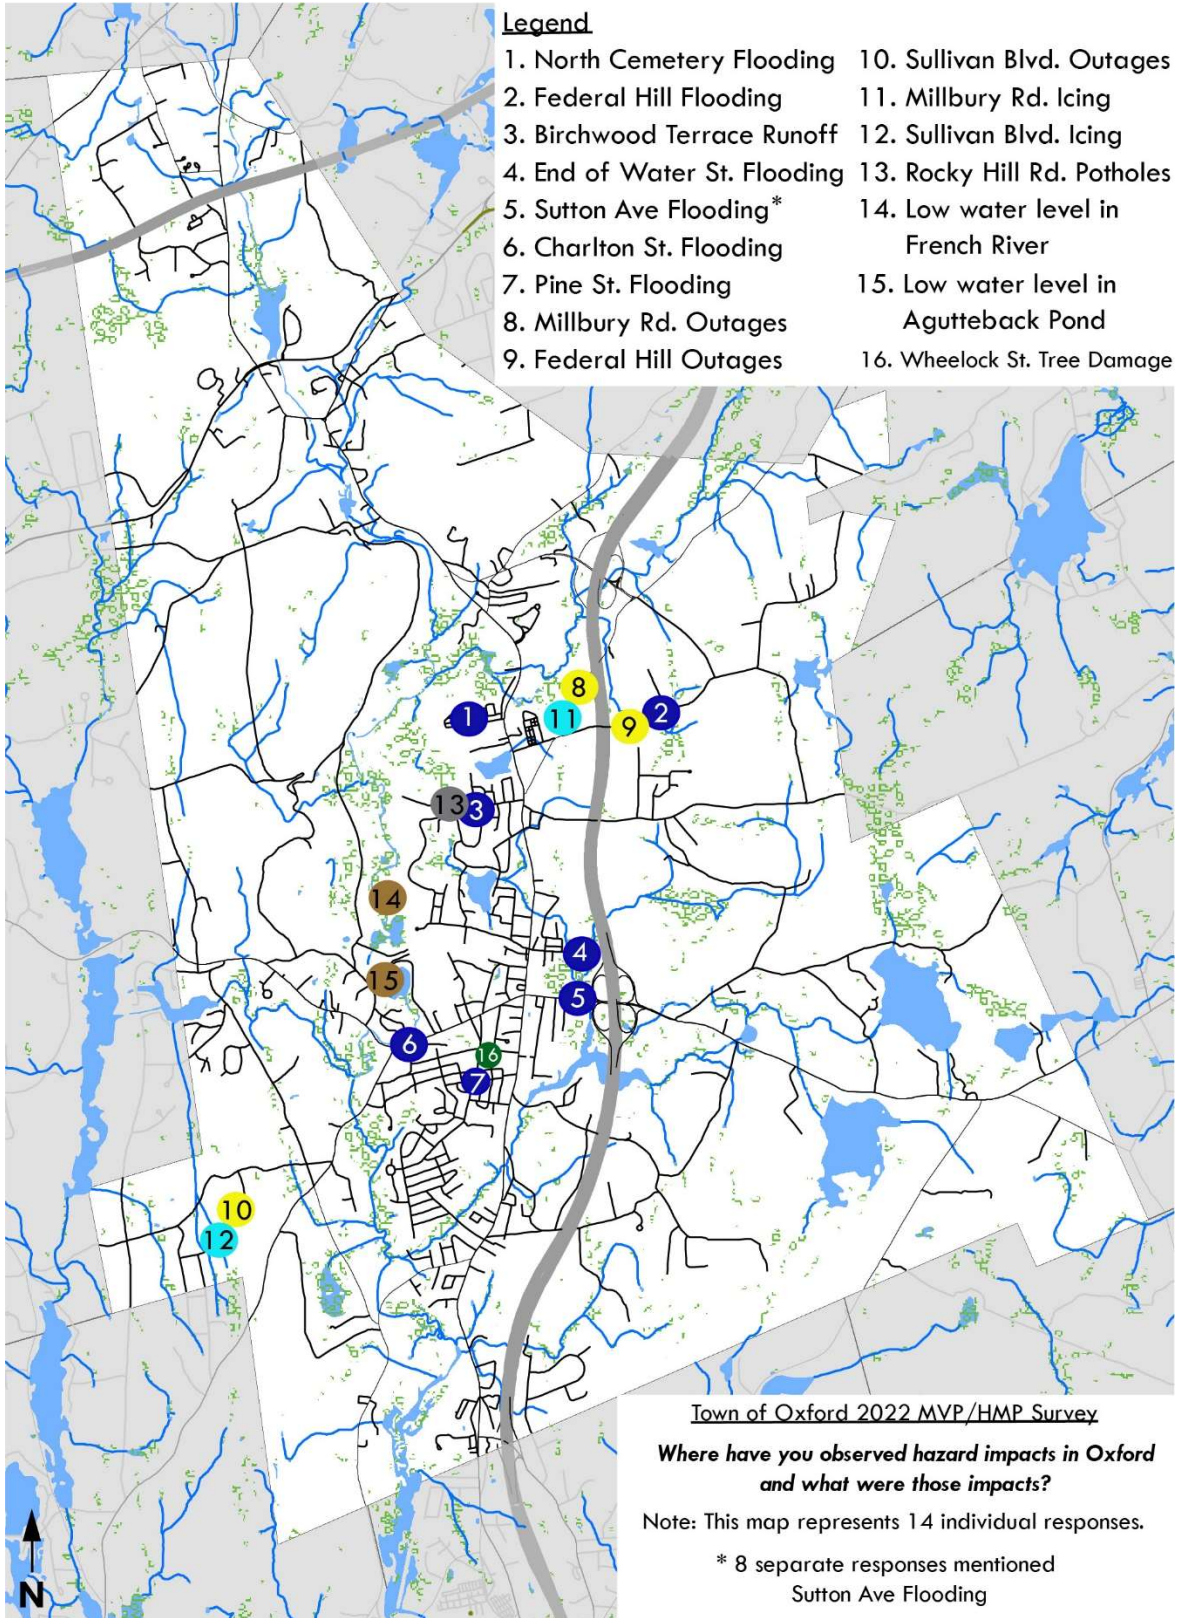 Legend
1. North Cemetery Flooding
2. Federal Hill Flooding
3. Birchwood Terrace Runoff
4. End of Water St. Flooding
5. Sutton Ave Flooding*
6. Charlton St. Flooding
7. Pine St. Flooding
8. Millbury Rd. Outages
9. Federal Hill Outages
10. Sullivan Blvd. Outages
11. Millbury Rd. Icing
12. Sullivan Blvd. Icing
13. Rocky Hill Rd. Potholes
14. Low water level in
French River
15. Low water level in
Agutteback Pond
16. Wheelock St. Tree Damage
8
1
11
9
2
13
3
14
4
15
5
6
16
7
10
12
N
Town of Oxford 2022 MVP/HMP Survey
Where have you observed hazard impacts in Oxford
and what were those impacts?
Note: This map represents 14 individual responses.
* 8 separate responses mentioned
Sutton Ave Flooding